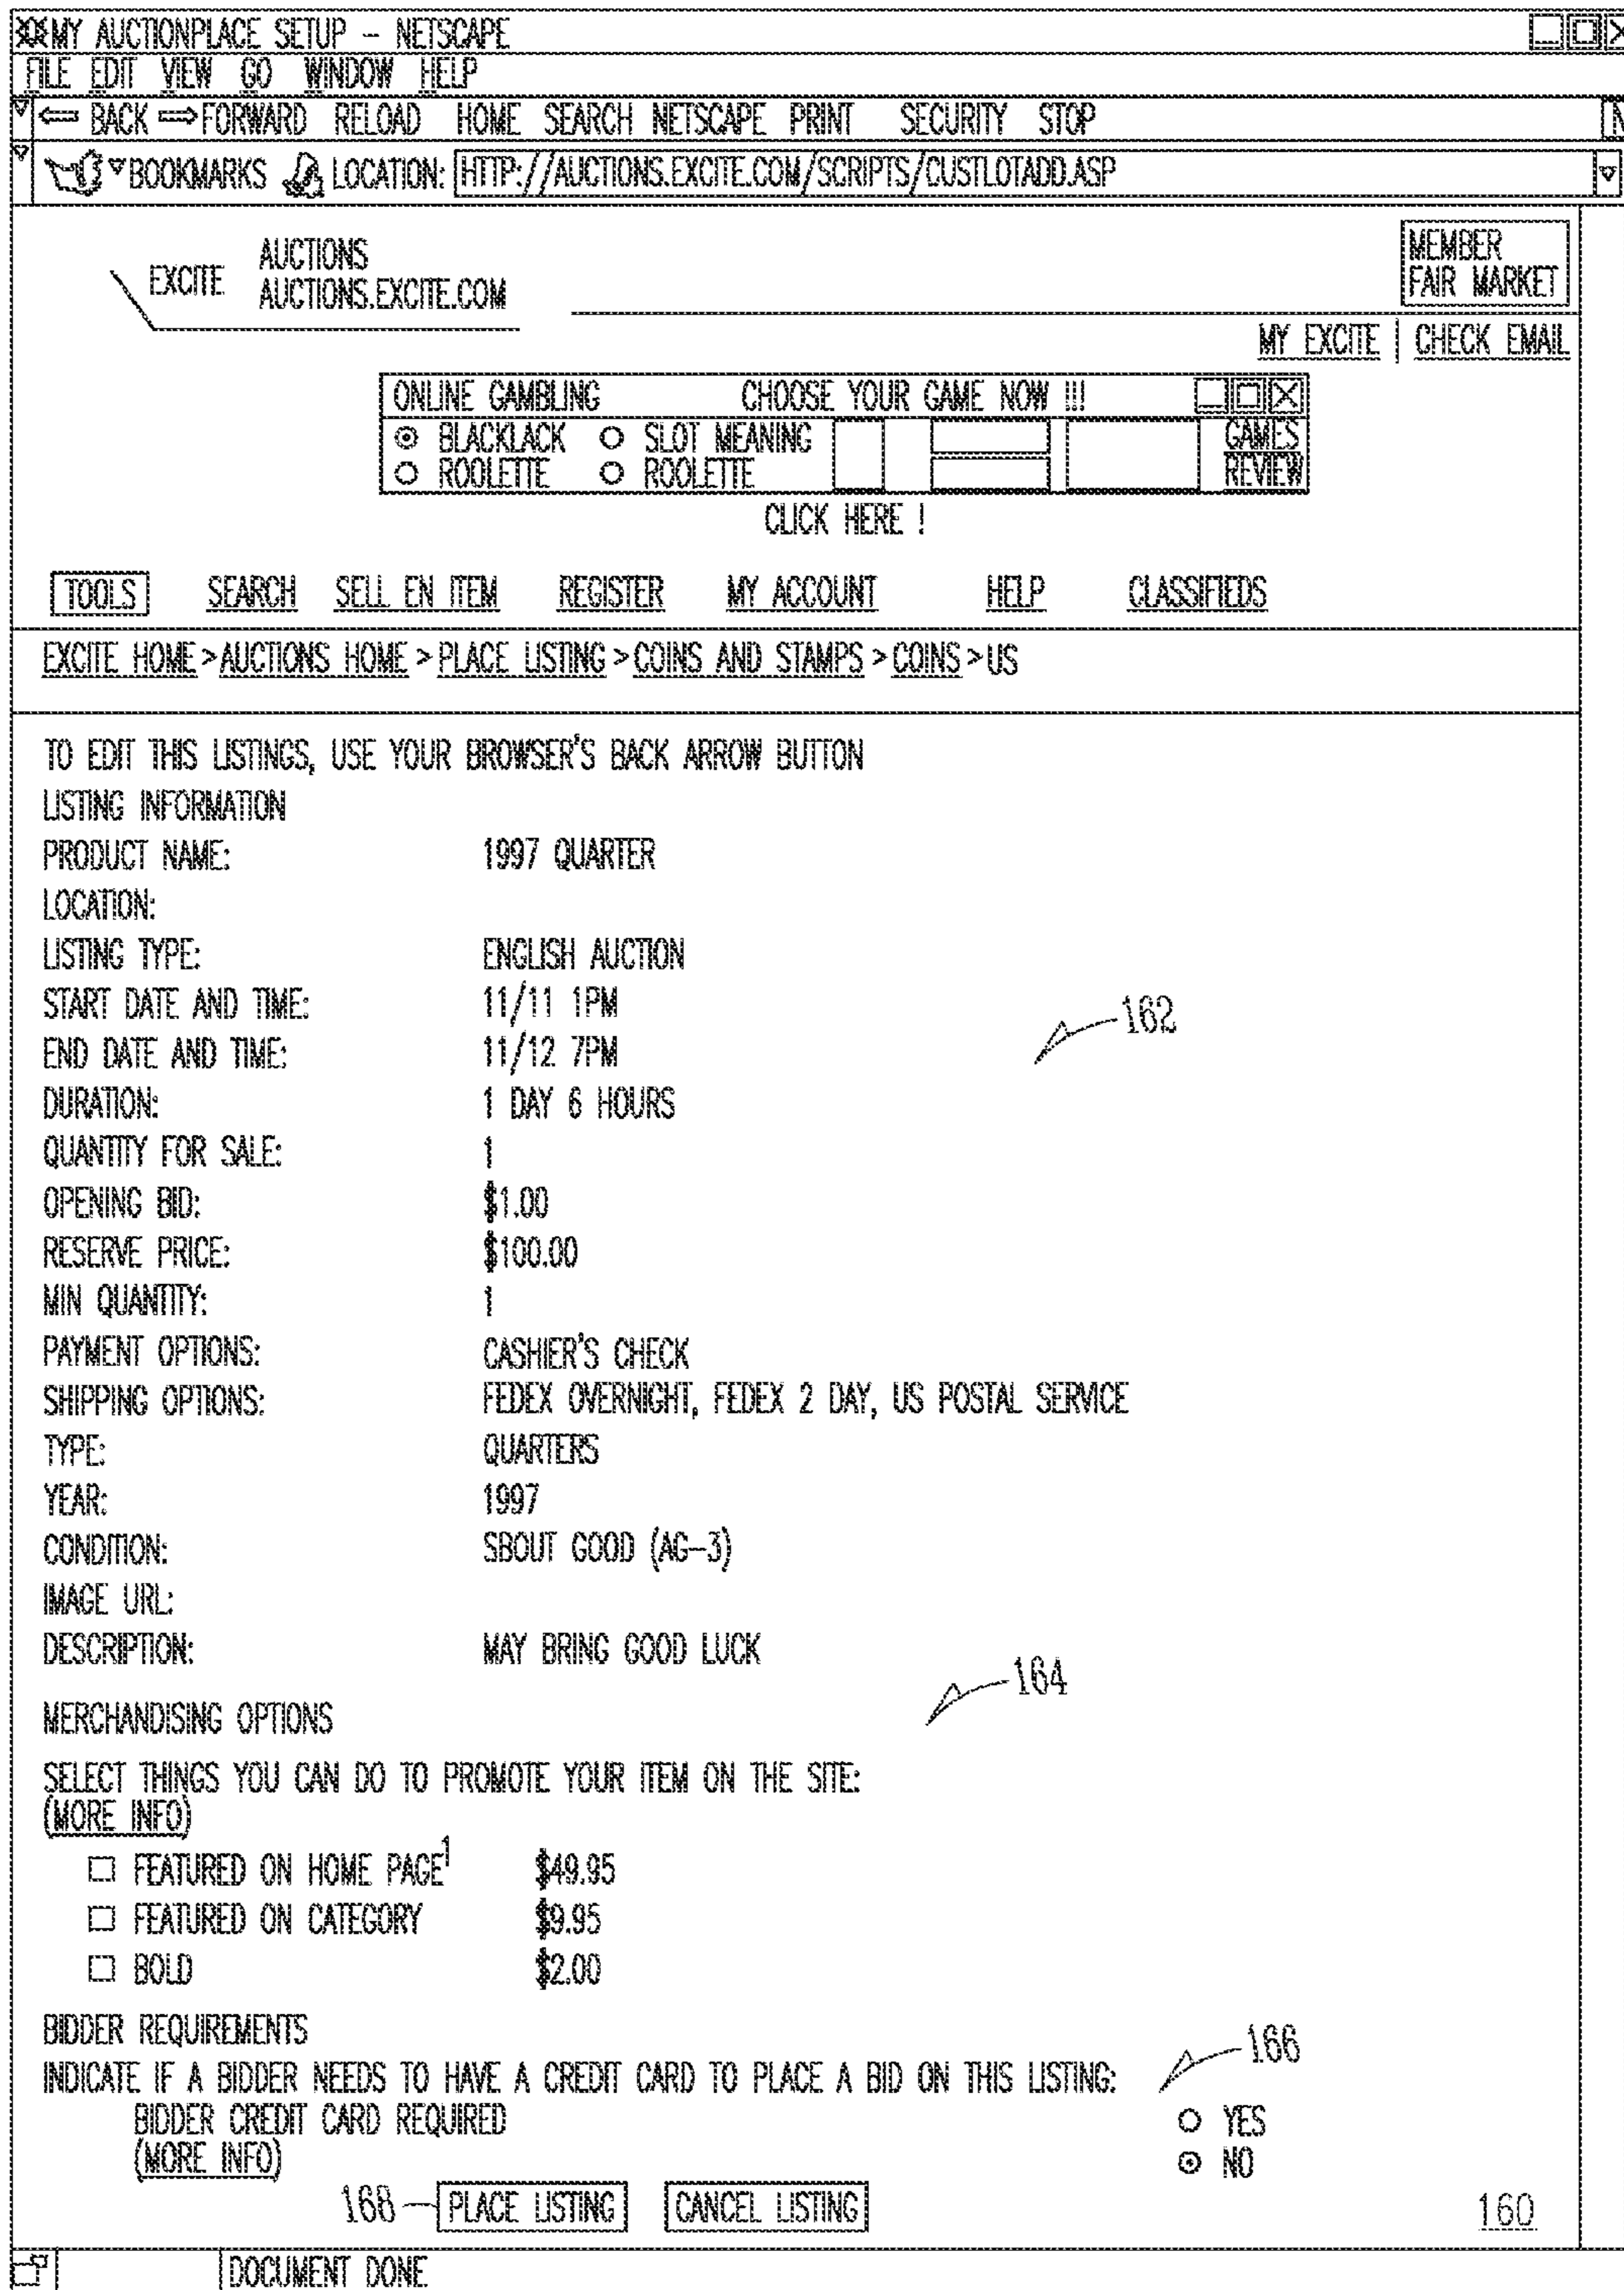 MY AUCTIONPLACE SETUP – NETSCAPE
FILE EDIT VIEW GO WINDOW HELP
BACK FORWARD RELOAD HOME SEARCH NETSCAPE PRINT SECURITY STOP N
BOOKMARKS LOCATION: HTTP://AUCTIONS.EXCITE.COM/SCRIPTS/CUSTLOTADD.ASP
EXCITE
AUCTIONS
AUCTIONS.EXCITE.COM
MEMBER
FAIR MARKET
MY EXCITE | CHECK EMAIL
ONLINE GAMBLING CHOOSE YOUR GAME NOW !!!
BLACKLACK SLOT MEANING GAMES
ROOLETTE ROOLETTE REVIEW
CLICK HERE !
TOOLS SEARCH SELL EN ITEM REGISTER MY ACCOUNT HELP CLASSIFIEDS
EXCITE HOME > AUCTIONS HOME > PLACE LISTING > COINS AND STAMPS > COINS > US
TO EDIT THIS LISTINGS, USE YOUR BROWSER'S BACK ARROW BUTTON
LISTING INFORMATION
PRODUCT NAME: 1997 QUARTER
LOCATION:
LISTING TYPE: ENGLISH AUCTION
START DATE AND TIME: 11/11 1PM
162
END DATE AND TIME: 11/12 7PM
DURATION: 1 DAY 6 HOURS
QUANTITY FOR SALE: 1
OPENING BID: $1.00
RESERVE PRICE: $100.00
MIN QUANTITY: 1
PAYMENT OPTIONS: CASHIER'S CHECK
SHIPPING OPTIONS: FEDEX OVERNIGHT, FEDEX 2 DAY, US POSTAL SERVICE
TYPE: QUARTERS
YEAR: 1997
CONDITION: SBOUT GOOD (AG–3)
IMAGE URL:
DESCRIPTION: MAY BRING GOOD LUCK
164
MERCHANDISING OPTIONS
SELECT THINGS YOU CAN DO TO PROMOTE YOUR ITEM ON THE SITE:
(MORE INFO)
FEATURED ON HOME PAGE1 $49.95
FEATURED ON CATEGORY $9.95
BOLD $2.00
BIDDER REQUIREMENTS
166
INDICATE IF A BIDDER NEEDS TO HAVE A CREDIT CARD TO PLACE A BID ON THIS LISTING:
BIDDER CREDIT CARD REQUIRED YES
(MORE INFO) NO
168 PLACE LISTING CANCEL LISTING 160
DOCUMENT DONE